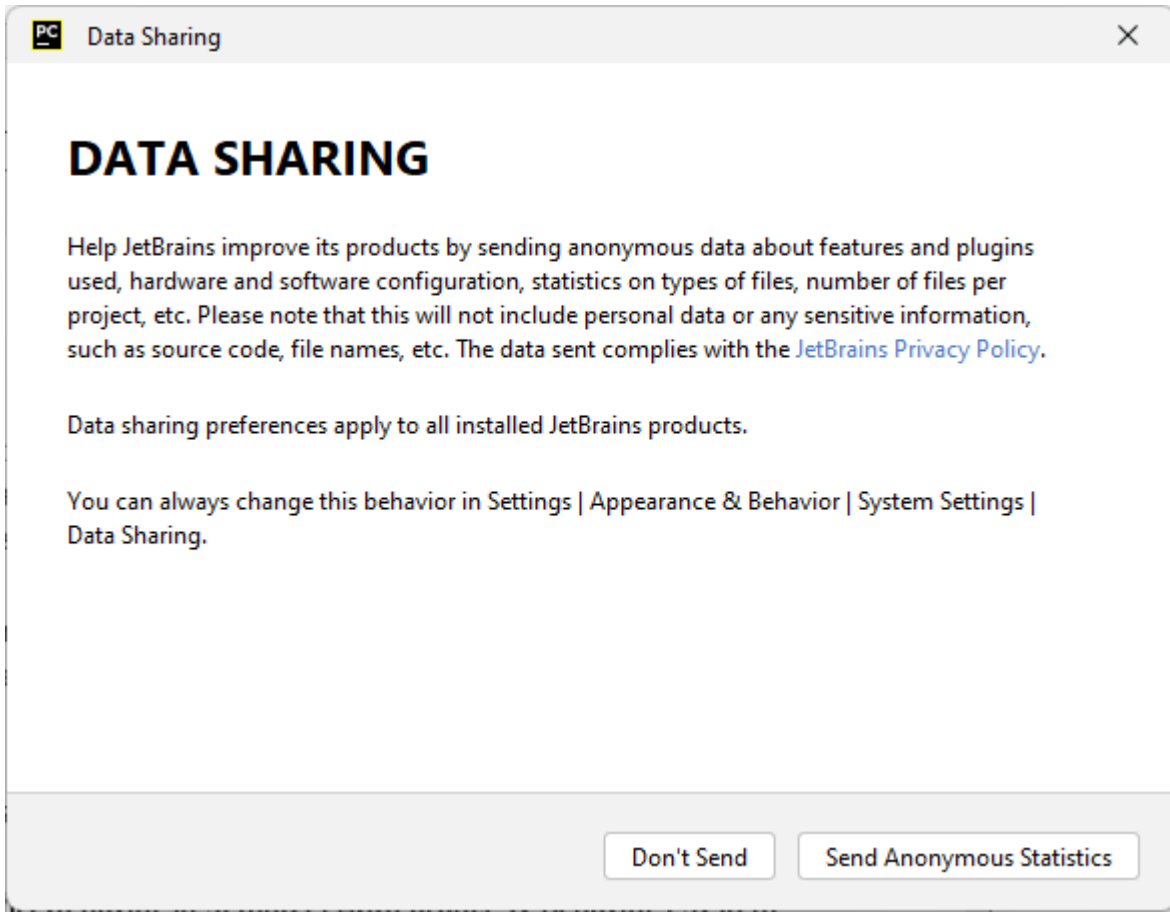 PC Data Sharing
DATA SHARING
Help JetBrains improve its products by sending anonymous data about features and plugins
used, hardware and software configuration, statistics on types of files, number of files per
project, etc. Please note that this will not include personal data or any sensitive information,
such as source code, file names, etc. The data sent complies with the JetBrains Privacy Policy.
Data sharing preferences apply to all installed JetBrains products.
You can always change this behavior in Settings | Appearance & Behavior | System Settings |
Data Sharing.
Don't Send Send Anonymous Statistics